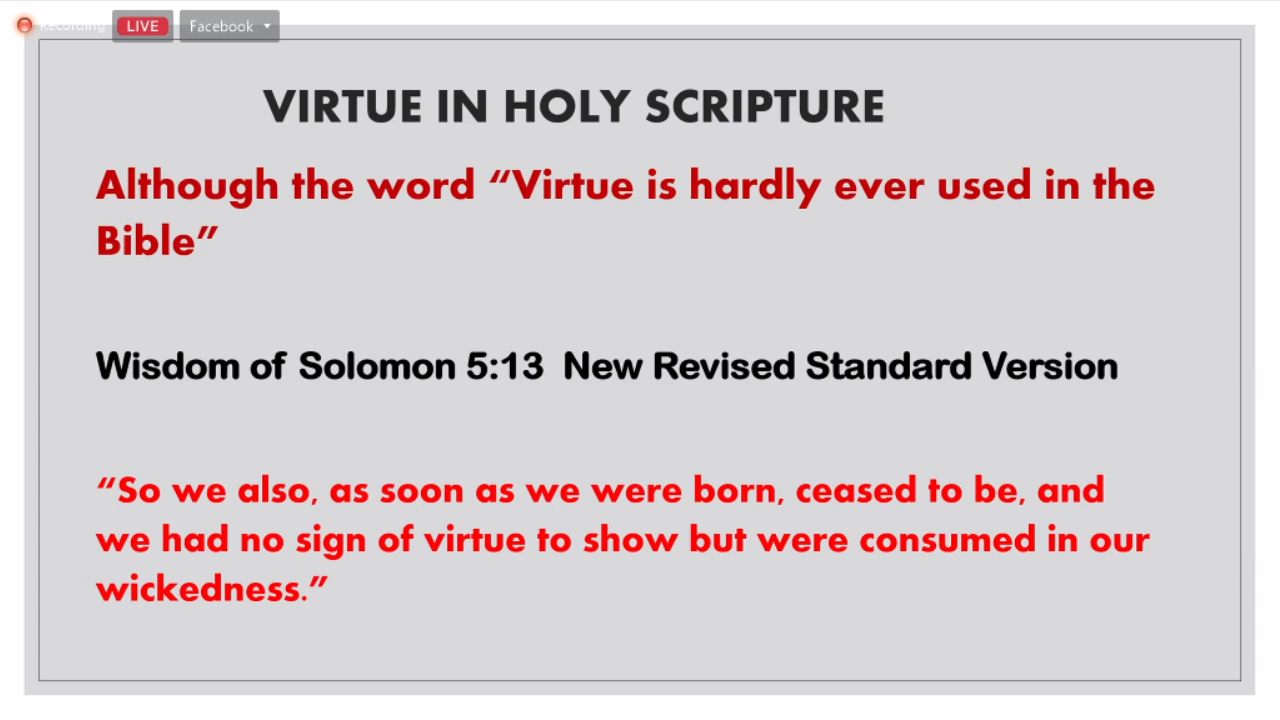 Recording LIVE Facebook
VIRTUE IN HOLY SCRIPTURE
Although the word “Virtue is hardly ever used in the
Bible”
Wisdom of Solomon 5:13 New Revised Standard Version
“So we also, as soon as we were born, ceased to be, and
we had no sign of virtue to show but were consumed in our
wickedness.”